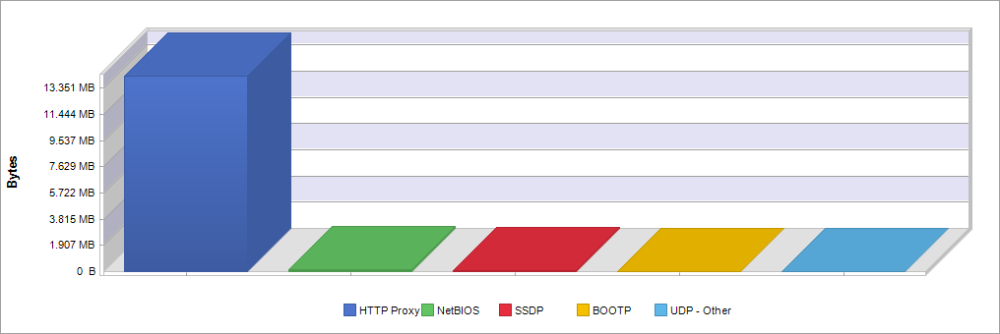 13.351 MB
11.444 MB
9.537 MB
7.629 MB
5.722 MB
3.815 MB
1.907 MB
0 B
Bytes
HTTP Proxy NetBIOS SSDP BOOTP UDP - Other